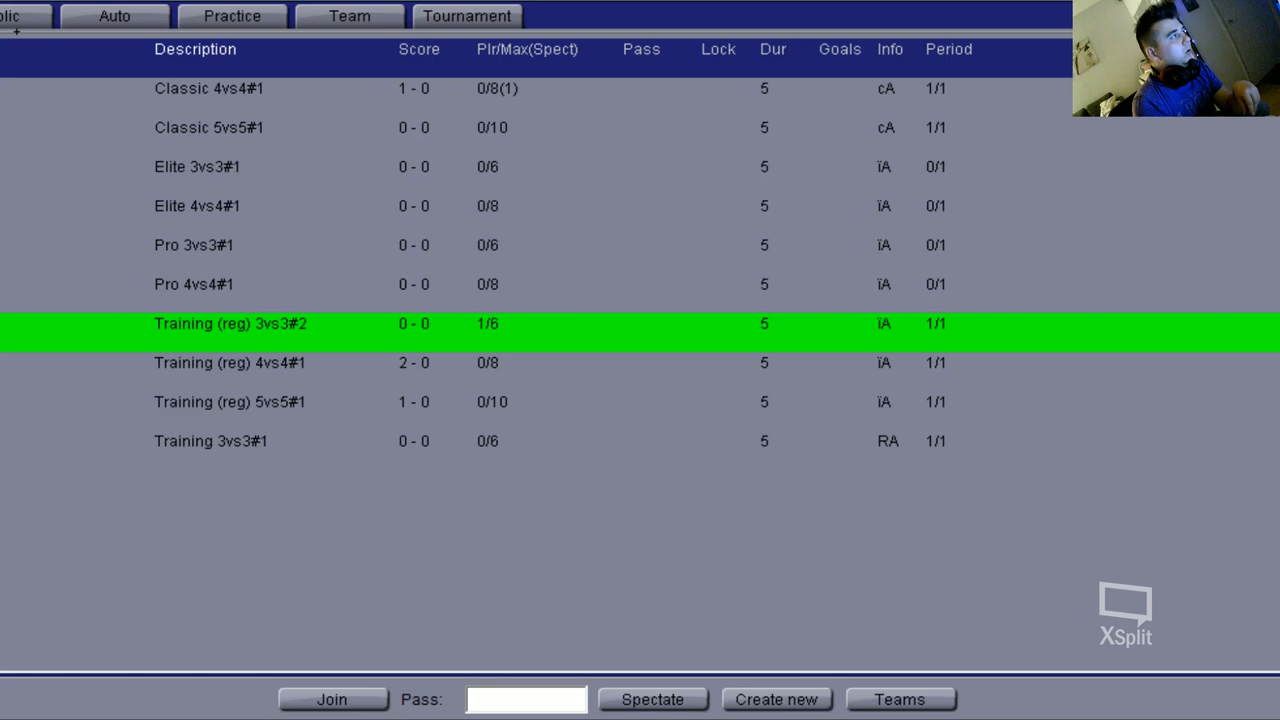 olic Auto Practice Team Tournament
Description Score Plr/Max(Spect) Pass Lock Dur Goals Info Period
Classic 4vs4#1 1 - 0 0/8(1) 5 cA 1/1
Classic 5vs5#1 0 - 0 0/10 5 cA 1/1
Elite 3vs3#1 0 - 0 0/6 5 ïA 0/1
Elite 4vs4#1 0 - 0 0/8 5 ïA 0/1
Pro 3vs3#1 0 - 0 0/6 5 ïA 0/1
Pro 4vs4#1 0 - 0 0/8 5 ïA 0/1
Training (reg) 3vs3#2 0 - 0 1/6 5 ïA 1/1
Training (reg) 4vs4#1 2 - 0 0/8 5 ïA 1/1
Training (reg) 5vs5#1 1 - 0 0/10 5 ïA 1/1
Training 3vs3#1 0 - 0 0/6 5 RA 1/1
XSplit
Join Pass: Spectate Create new Teams